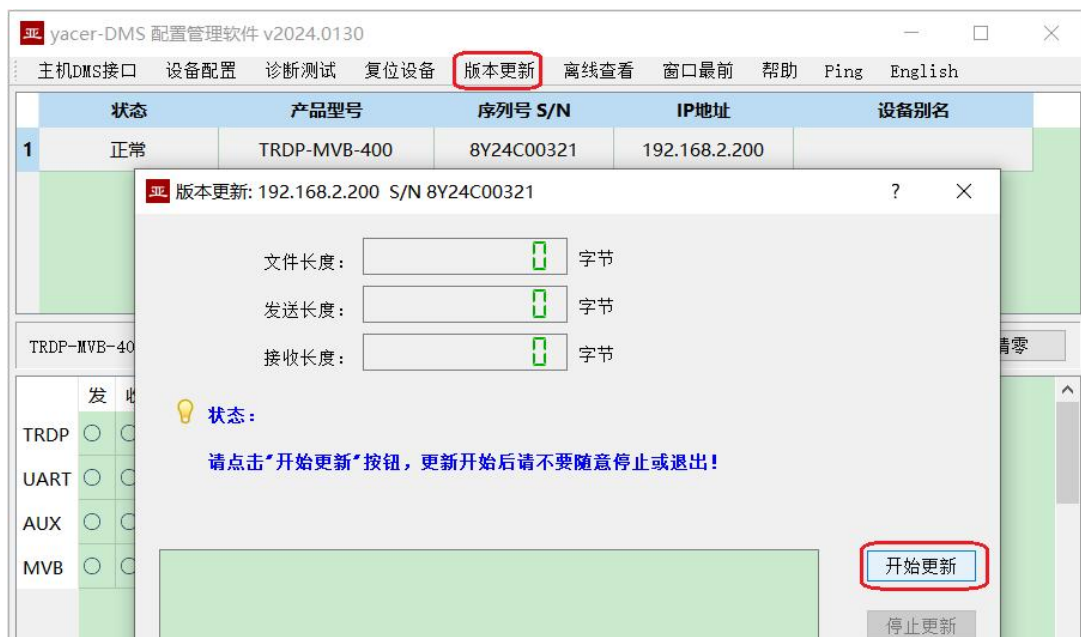 亚 yacer-DMS 配置管理软件 v2024.0130
主机DMS接口 设备配置 诊断测试 复位设备 版本更新 离线查看 窗口最前 帮助 Ping English
状态 产品型号 序列号 S/N IP地址 设备别名
1 正常 TRDP-MVB-400 8Y24C00321 192.168.2.200
亚 版本更新: 192.168.2.200 S/N 8Y24C00321 ?
文件长度： 0 字节
发送长度： 0 字节
接收长度： 0 字节
TRDP-MVB-40 清零
发 收
状态：
TRDP
请点击"开始更新"按钮，更新开始后请不要随意停止或退出！
UART
AUX
MVB
开始更新
停止更新